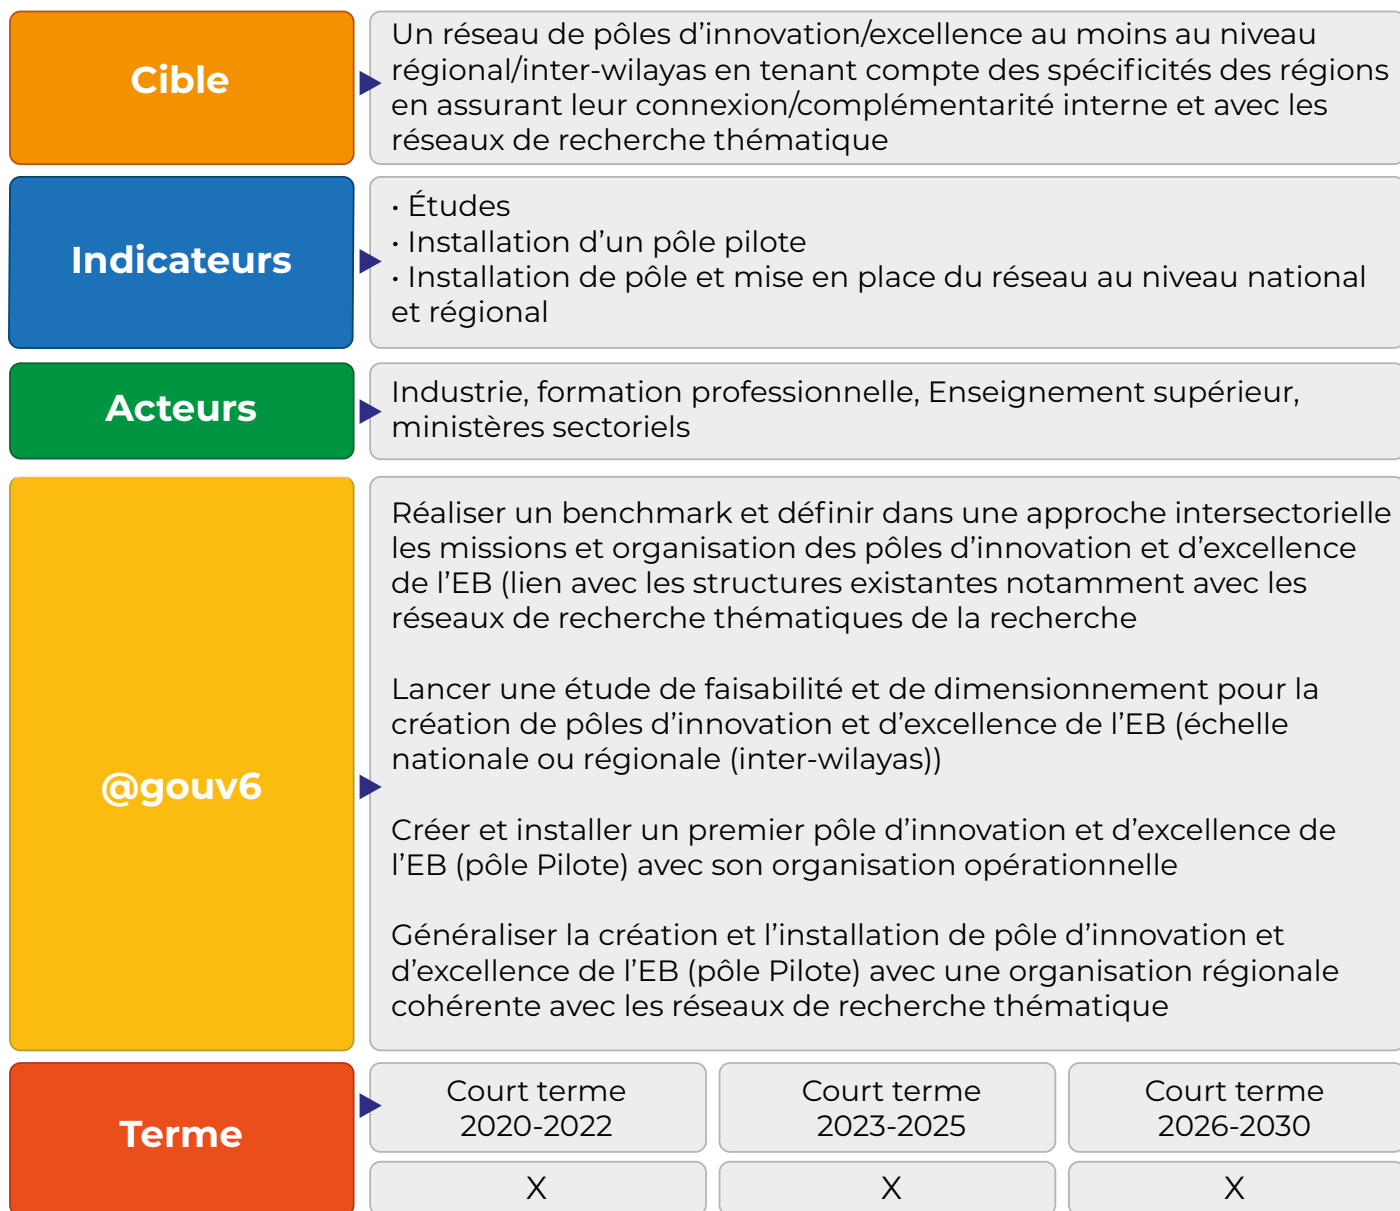 Cible
Un réseau de pôles d’innovation/excellence au moins au niveau
régional/inter-wilayas en tenant compte des spécificités des régions
en assurant leur connexion/complémentarité interne et avec les
réseaux de recherche thématique
Indicateurs
• Études
• Installation d’un pôle pilote
• Installation de pôle et mise en place du réseau au niveau national
et régional
Acteurs
Industrie, formation professionnelle, Enseignement supérieur,
ministères sectoriels
@gouv6
Réaliser un benchmark et définir dans une approche intersectorielle
les missions et organisation des pôles d’innovation et d’excellence
de l’EB (lien avec les structures existantes notamment avec les
réseaux de recherche thématiques de la recherche
Lancer une étude de faisabilité et de dimensionnement pour la
création de pôles d’innovation et d’excellence de l’EB (échelle
nationale ou régionale (inter-wilayas))
Créer et installer un premier pôle d’innovation et d’excellence de
l’EB (pôle Pilote) avec son organisation opérationnelle
Généraliser la création et l’installation de pôle d’innovation et
d’excellence de l’EB (pôle Pilote) avec une organisation régionale
cohérente avec les réseaux de recherche thématique
Terme
Court terme
2020-2022
Court terme
2023-2025
Court terme
2026-2030
X
X
X